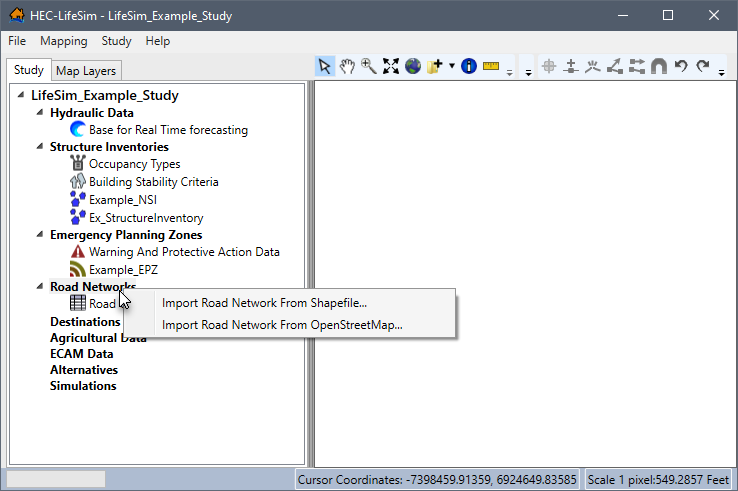 HEC-LifeSim - LifeSim_Example_Study
File Mapping Study Help
Study Map Layers
LifeSim_Example_Study
Hydraulic Data
Base for Real Time forecasting
Structure Inventories
Occupancy Types
Building Stability Criteria
Example_NSI
Ex_StructureInventory
Emergency Planning Zones
Warning And Protective Action Data
Example_EPZ
Road Networks
Import Road Network From Shapefile...
Road
Import Road Network From OpenStreetMap...
Destinations
Agricultural Data
ECAM Data
Alternatives
Simulations
Cursor Coordinates: -7398459.91359, 6924649.83585 Scale 1 pixel:549.2857 Feet